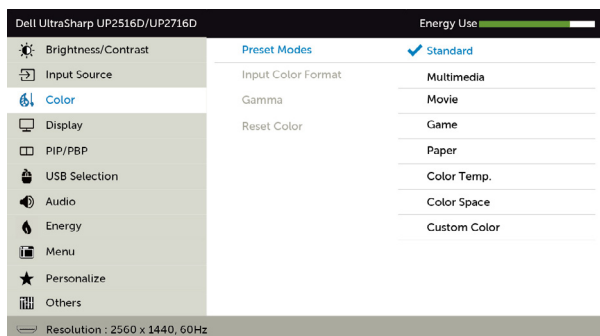 Dell UltraSharp UP2516D/UP2716D Energy Use
Brightness/Contrast Preset Modes Standard
Input Source Input Color Format Multimedia
Color Gamma Movie
Display Reset Color Game
PIP/PBP Paper
USB Selection Color Temp.
Audio Color Space
Energy Custom Color
Menu
Personalize
Others
Resolution : 2560 x 1440, 60Hz